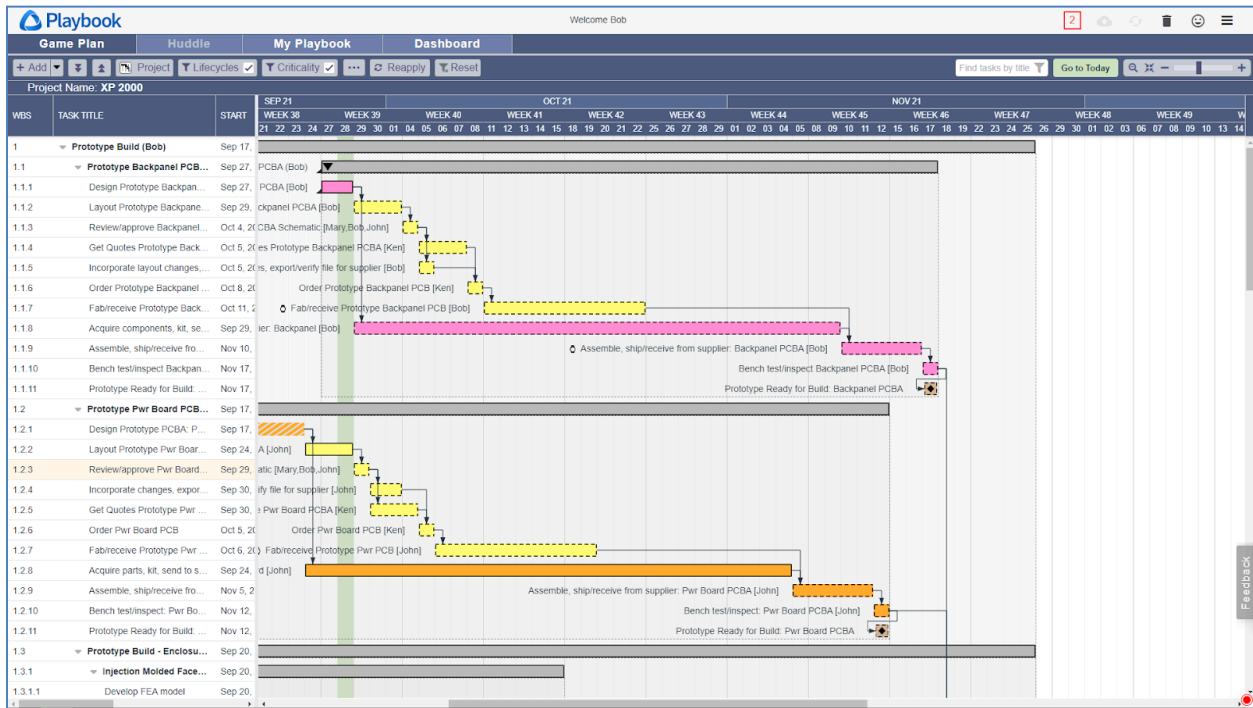 Playbook
Welcome Bob
2
Game Plan Huddle My Playbook Dashboard
+ Add Project Lifecycles Criticality ... Reapply Reset Find tasks by title Go to Today
Project Name: XP 2000
SEP 21 OCT 21 NOV 21
WBS TASK TITLE START WEEK 38 WEEK 39 WEEK 40 WEEK 41 WEEK 42 WEEK 43 WEEK 44 WEEK 45 WEEK 46 WEEK 47 WEEK 48 WEEK 49 W
21 22 23 24 27 28 29 30 01 04 05 06 07 08 11 12 13 14 15 18 19 20 21 22 25 26 27 28 29 01 02 03 04 05 08 09 10 11 12 15 16 17 18 19 22 23 24 25 26 29 30 01 02 03 06 07 08 09 10 13 14
1 Prototype Build (Bob) Sep 17,
1.1 Prototype Backpanel PCB... Sep 27, PCBA (Bob)
1.1.1 Design Prototype Backpan... Sep 27, PCBA [Bob]
1.1.2 Layout Prototype Backpane... Sep 29, ckpanel PCBA [Bob]
1.1.3 Review/approve Backpanel... Oct 4, 20 CBA Schematic [Mary,Bob,John]
1.1.4 Get Quotes Prototype Back... Oct 5, 20 es Prototype Backpanel PCBA [Ken]
1.1.5 Incorporate layout changes,... Oct 5, 20 es, export/verify file for supplier [Bob]
1.1.6 Order Prototype Backpanel ... Oct 8, 20 Order Prototype Backpanel PCB [Ken]
1.1.7 Fab/receive Prototype Back... Oct 11, 2 Fab/receive Prototype Backpanel PCB [Bob]
1.1.8 Acquire components, kit, se... Sep 29, ier: Backpanel [Bob]
1.1.9 Assemble, ship/receive fro... Nov 10, Assemble, ship/receive from supplier: Backpanel PCBA [Bob]
1.1.10 Bench test/inspect Backpan... Nov 17, Bench test/inspect Backpanel PCBA [Bob]
1.1.11 Prototype Ready for Build: ... Nov 17, Prototype Ready for Build: Backpanel PCBA
1.2 Prototype Pwr Board PCB... Sep 17,
1.2.1 Design Prototype PCBA: P... Sep 17,
1.2.2 Layout Prototype Pwr Boar... Sep 24, A [John]
1.2.3 Review/approve Pwr Board... Sep 29, atic [Mary,Bob,John]
1.2.4 Incorporate changes, expor... Sep 30, ify file for supplier [John]
1.2.5 Get Quotes Prototype Pwr ... Sep 30, e Pwr Board PCBA [Ken]
1.2.6 Order Pwr Board PCB Oct 5, 20 Order Pwr Board PCB [Ken]
1.2.7 Fab/receive Prototype Pwr ... Oct 6, 20 Fab/receive Prototype Pwr PCB [John]
1.2.8 Acquire parts, kit, send to s... Sep 24, d [John]
1.2.9 Assemble, ship/receive fro... Nov 5, 2 Assemble, ship/receive from supplier: Pwr Board PCBA [John]
1.2.10 Bench test/inspect: Pwr Bo... Nov 12, Bench test/inspect: Pwr Board PCBA [John]
1.2.11 Prototype Ready for Build: ... Nov 12, Prototype Ready for Build: Pwr Board PCBA
1.3 Prototype Build - Enclosu... Sep 20,
1.3.1 Injection Molded Face... Sep 20,
1.3.1.1 Develop FEA model Sep 20,
Feedback